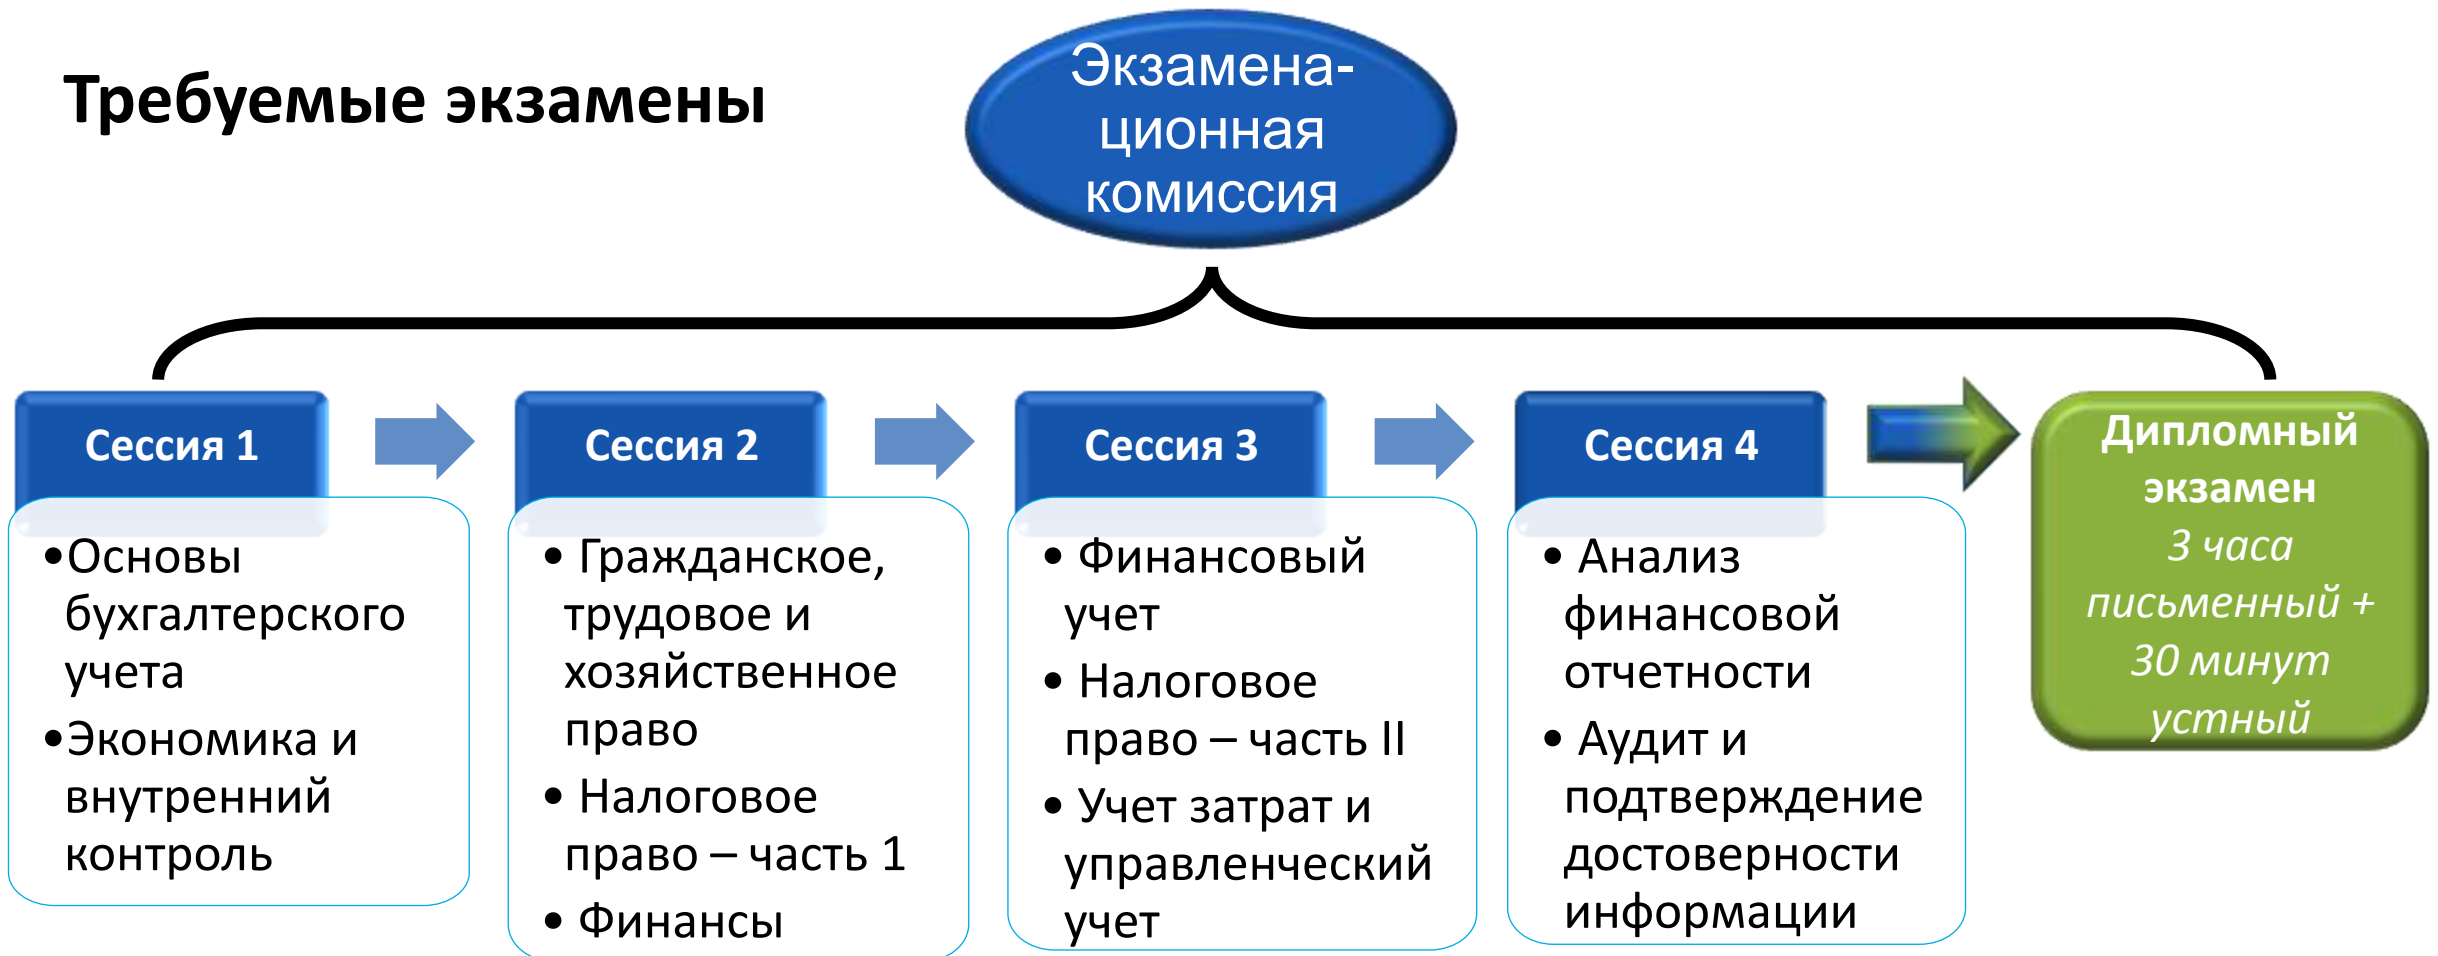 Требуемые экзамены
Экзамена-
ционная
комиссия
Сессия 1
•Основы
бухгалтерского
учета
•Экономика и
внутренний
контроль
Сессия 2
• Гражданское,
трудовое и
хозяйственное
право
• Налоговое
право – часть 1
• Финансы
Сессия 3
• Финансовый
учет
• Налоговое
право – часть II
• Учет затрат и
управленческий
учет
Сессия 4
• Анализ
финансовой
отчетности
• Аудит и
подтверждение
достоверности
информации
Дипломный
экзамен
3 часа
письменный +
30 минут
устный